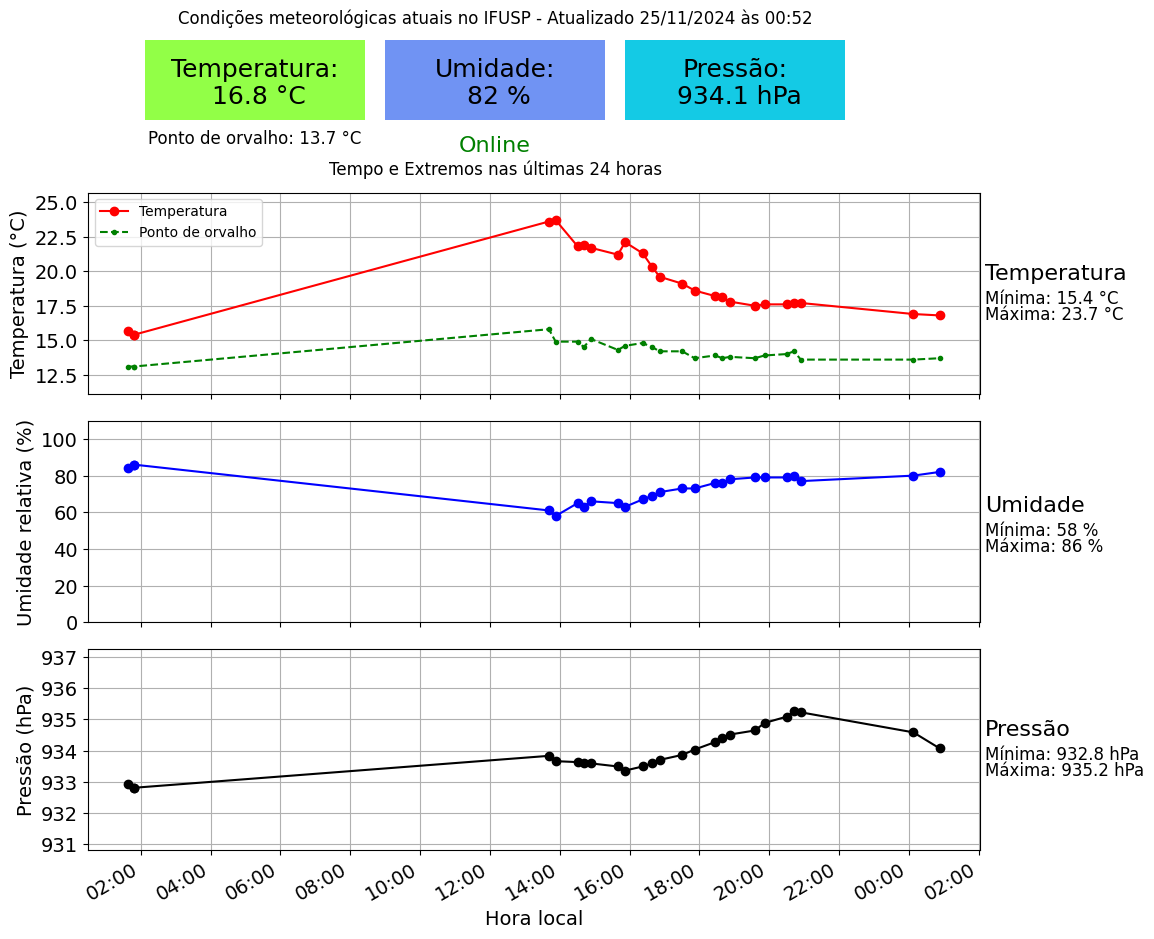 Condições meteorológicas atuais no IFUSP - Atualizado 25/11/2024 às 00:52
Temperatura:
16.8 °C
Umidade:
82 %
Pressão:
934.1 hPa
Ponto de orvalho: 13.7 °C
Online
Tempo e Extremos nas últimas 24 horas
Temperatura (°C)
25.0
22.5
20.0
17.5
15.0
12.5
Temperatura
Ponto de orvalho
Temperatura
Mínima: 15.4 °C
Máxima: 23.7 °C
Umidade relativa (%)
100
80
60
40
20
0
Umidade
Mínima: 58 %
Máxima: 86 %
Pressão (hPa)
937
936
935
934
933
932
931
Pressão
Mínima: 932.8 hPa
Máxima: 935.2 hPa
02:00 04:00 06:00 08:00 10:00 12:00 14:00 16:00 18:00 20:00 22:00 00:00 02:00
Hora local